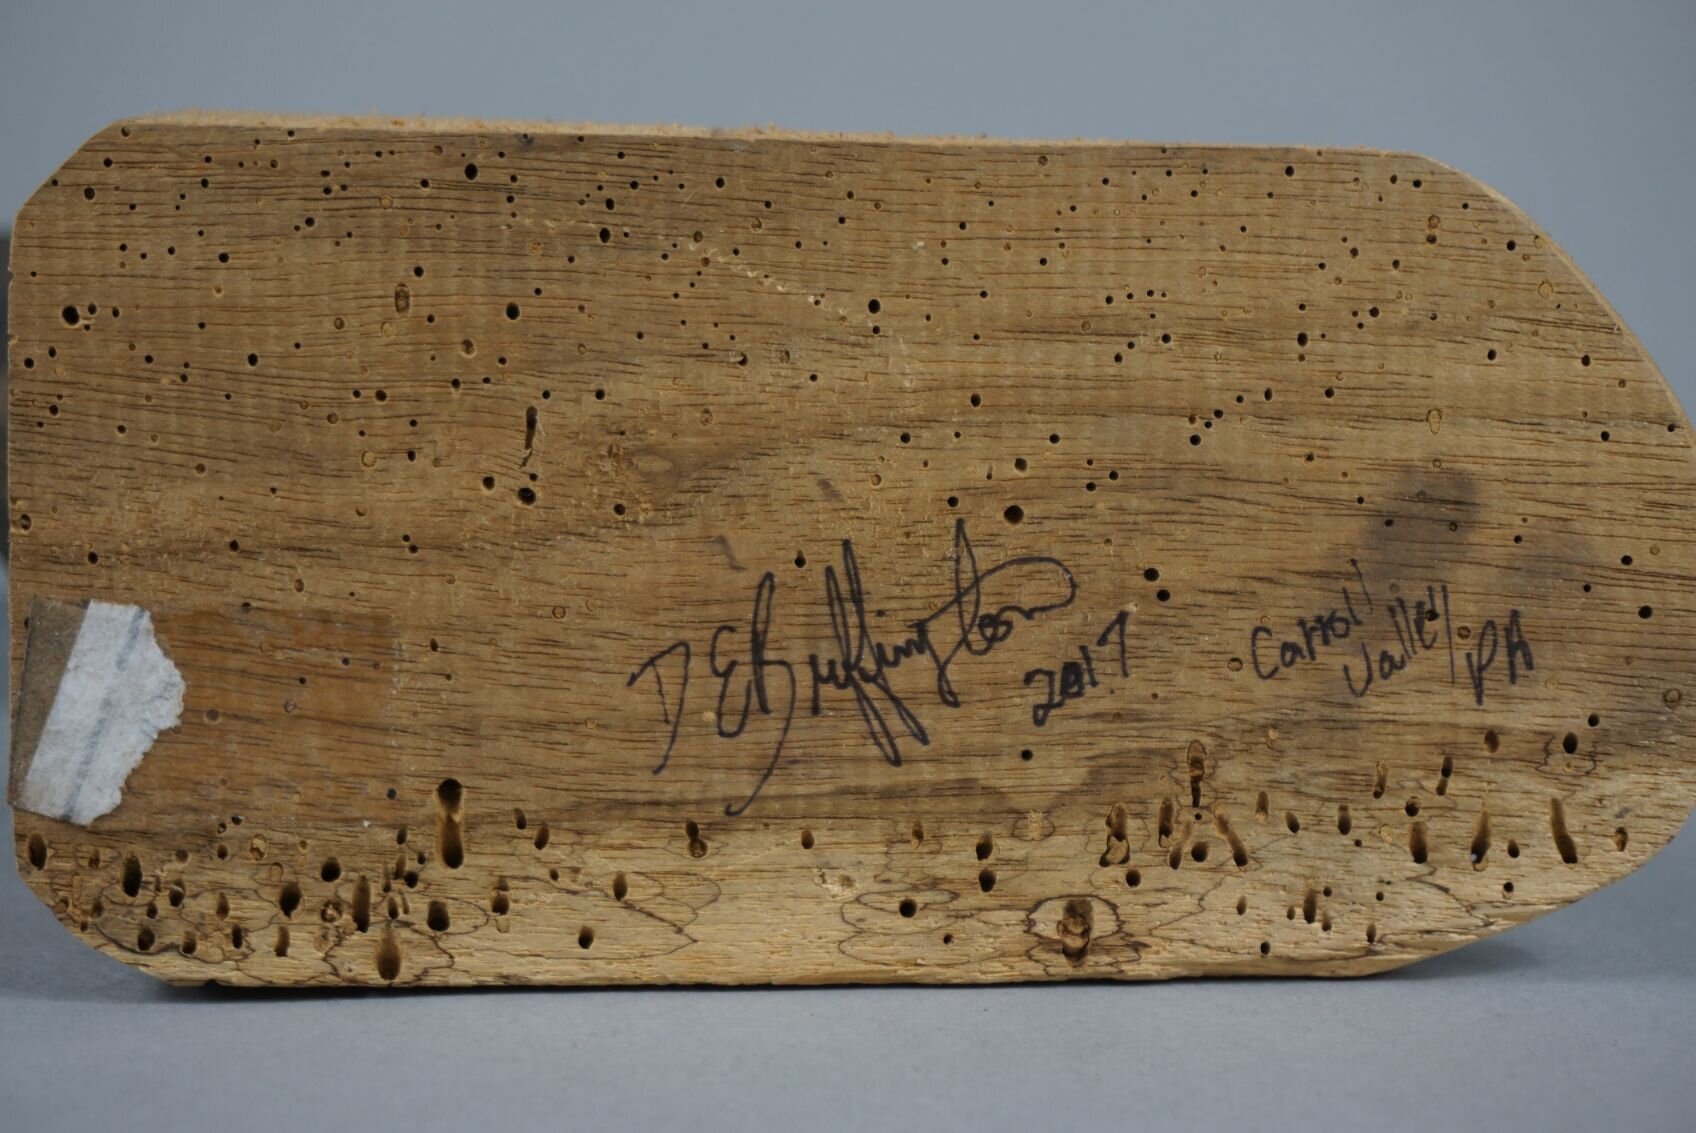 D E Buffington
2017
Carroll
Valley
PA